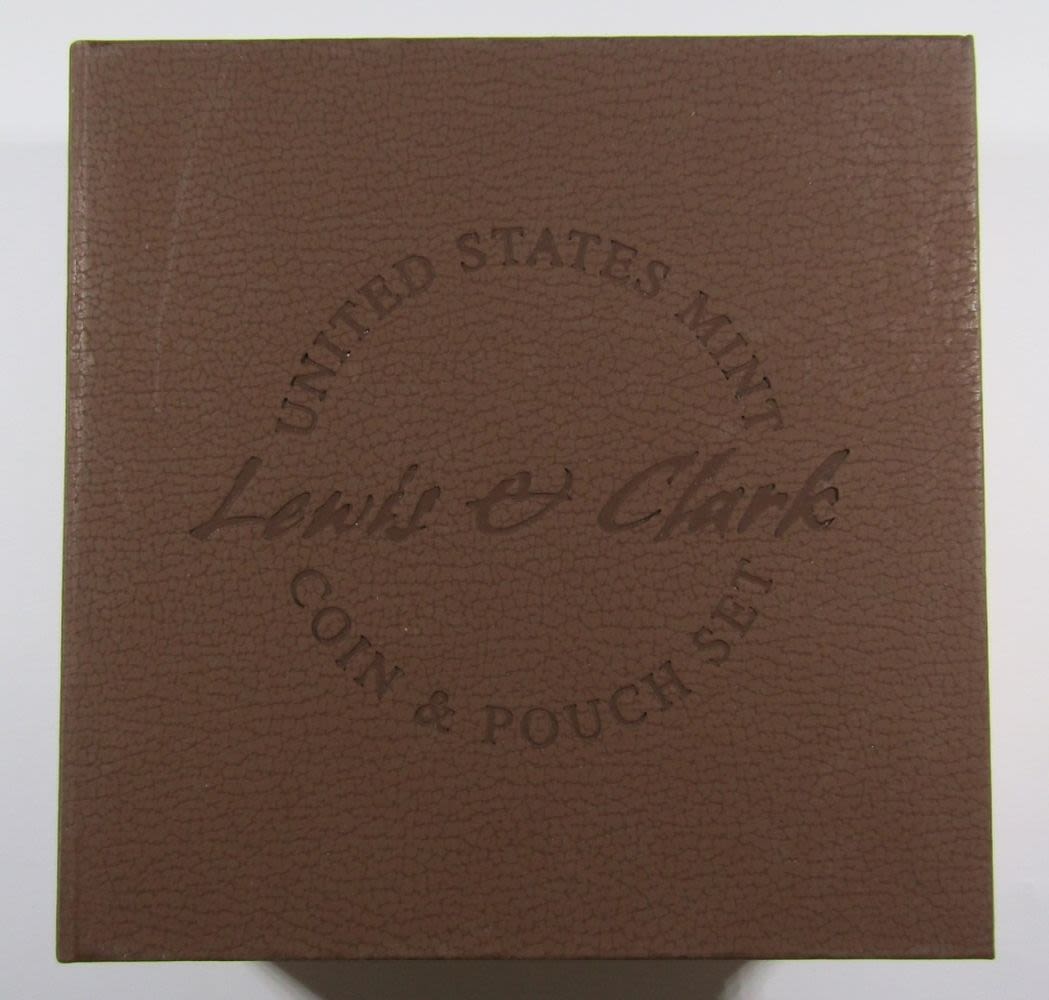 UNITED STATES MINT
Lewis & Clark
COIN & POUCH SET